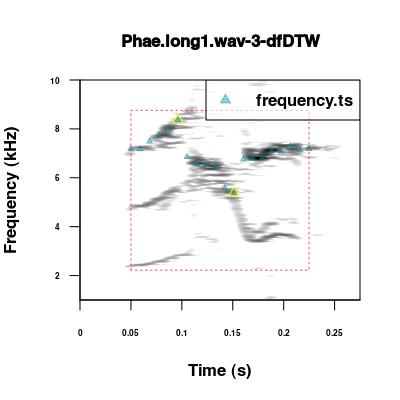 Phae.long1.wav-3-dfDTW
frequency.ts
Frequency (kHz)
10
8
6
4
2
0 0.05 0.1 0.15 0.2 0.25
Time (s)